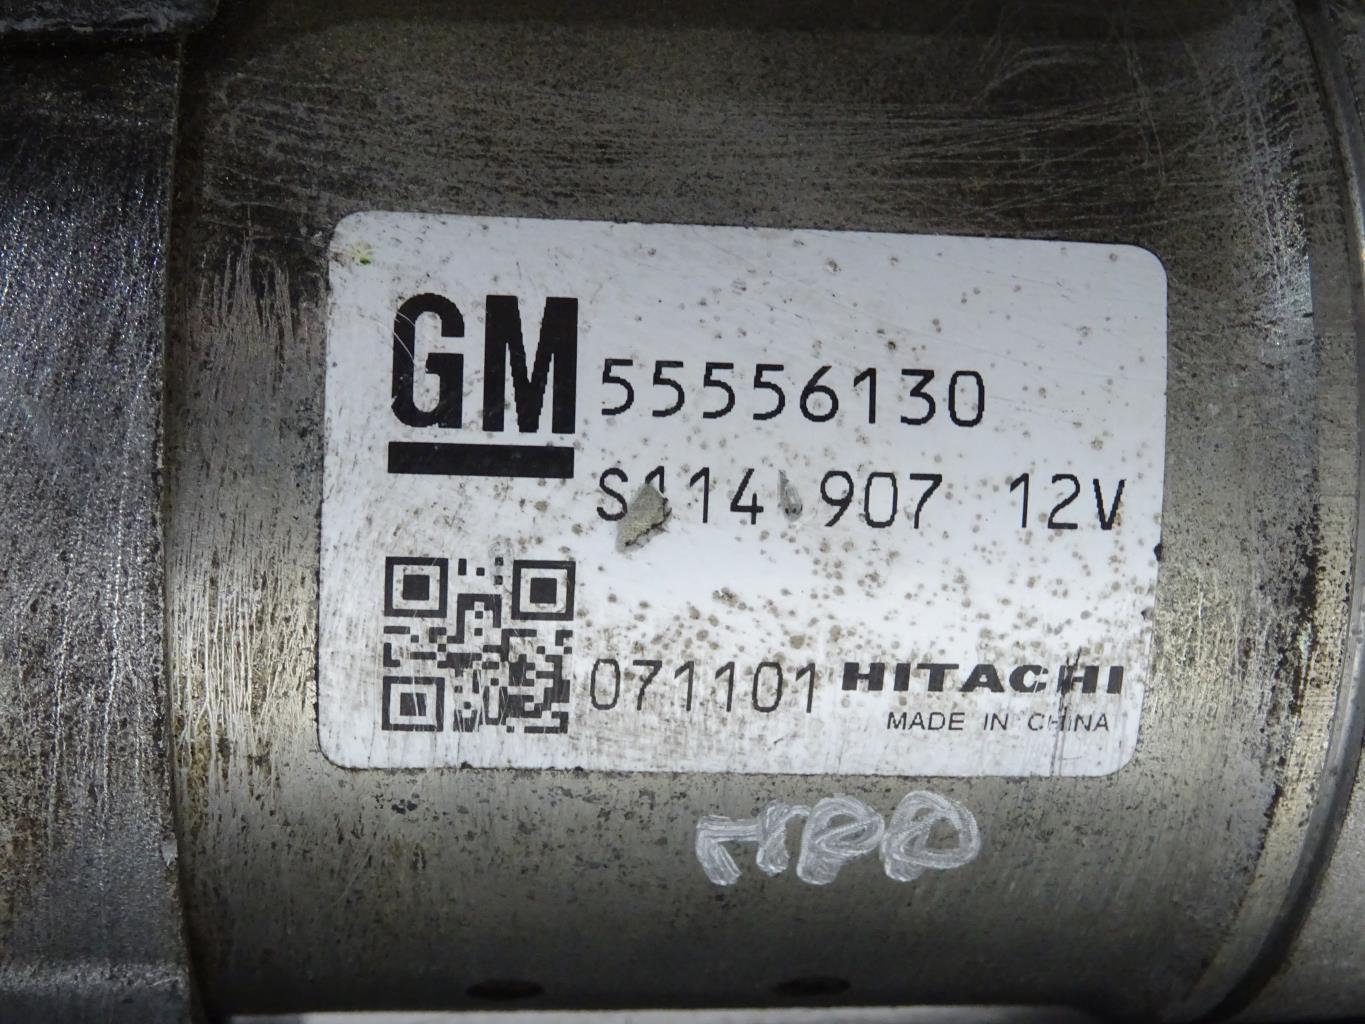 GM 55556130
S114 907 12V
071101 HITACHI
MADE IN CHINA